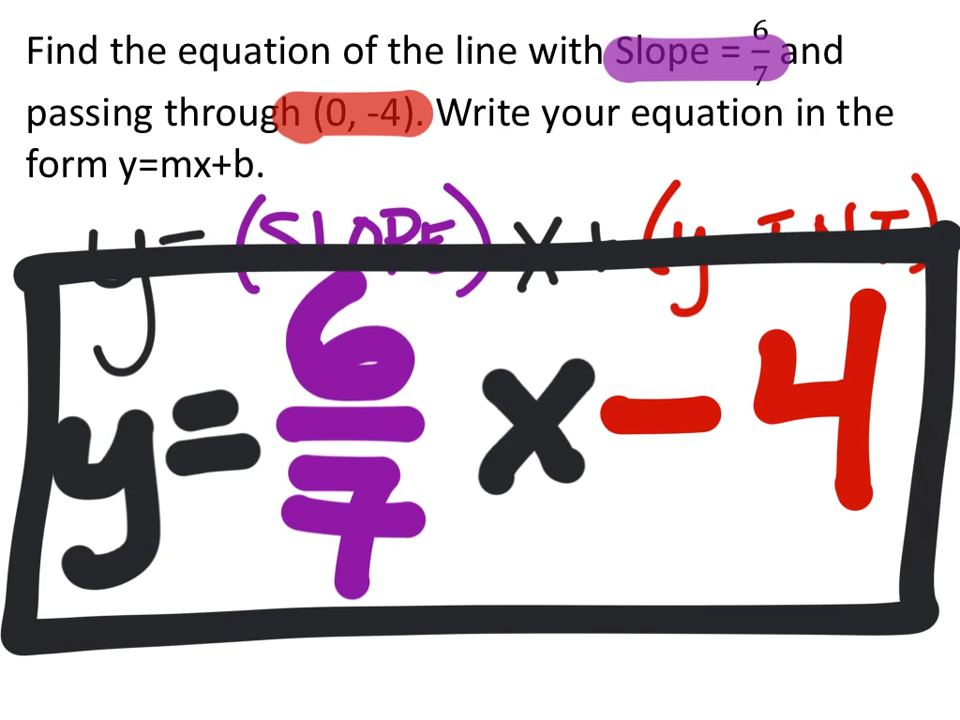 Find the equation of the line with Slope = 6/7 and
passing through (0, -4). Write your equation in the
form y=mx+b.
y = (SLOPE) x + (y-INT)
y = 6/7 x - 4